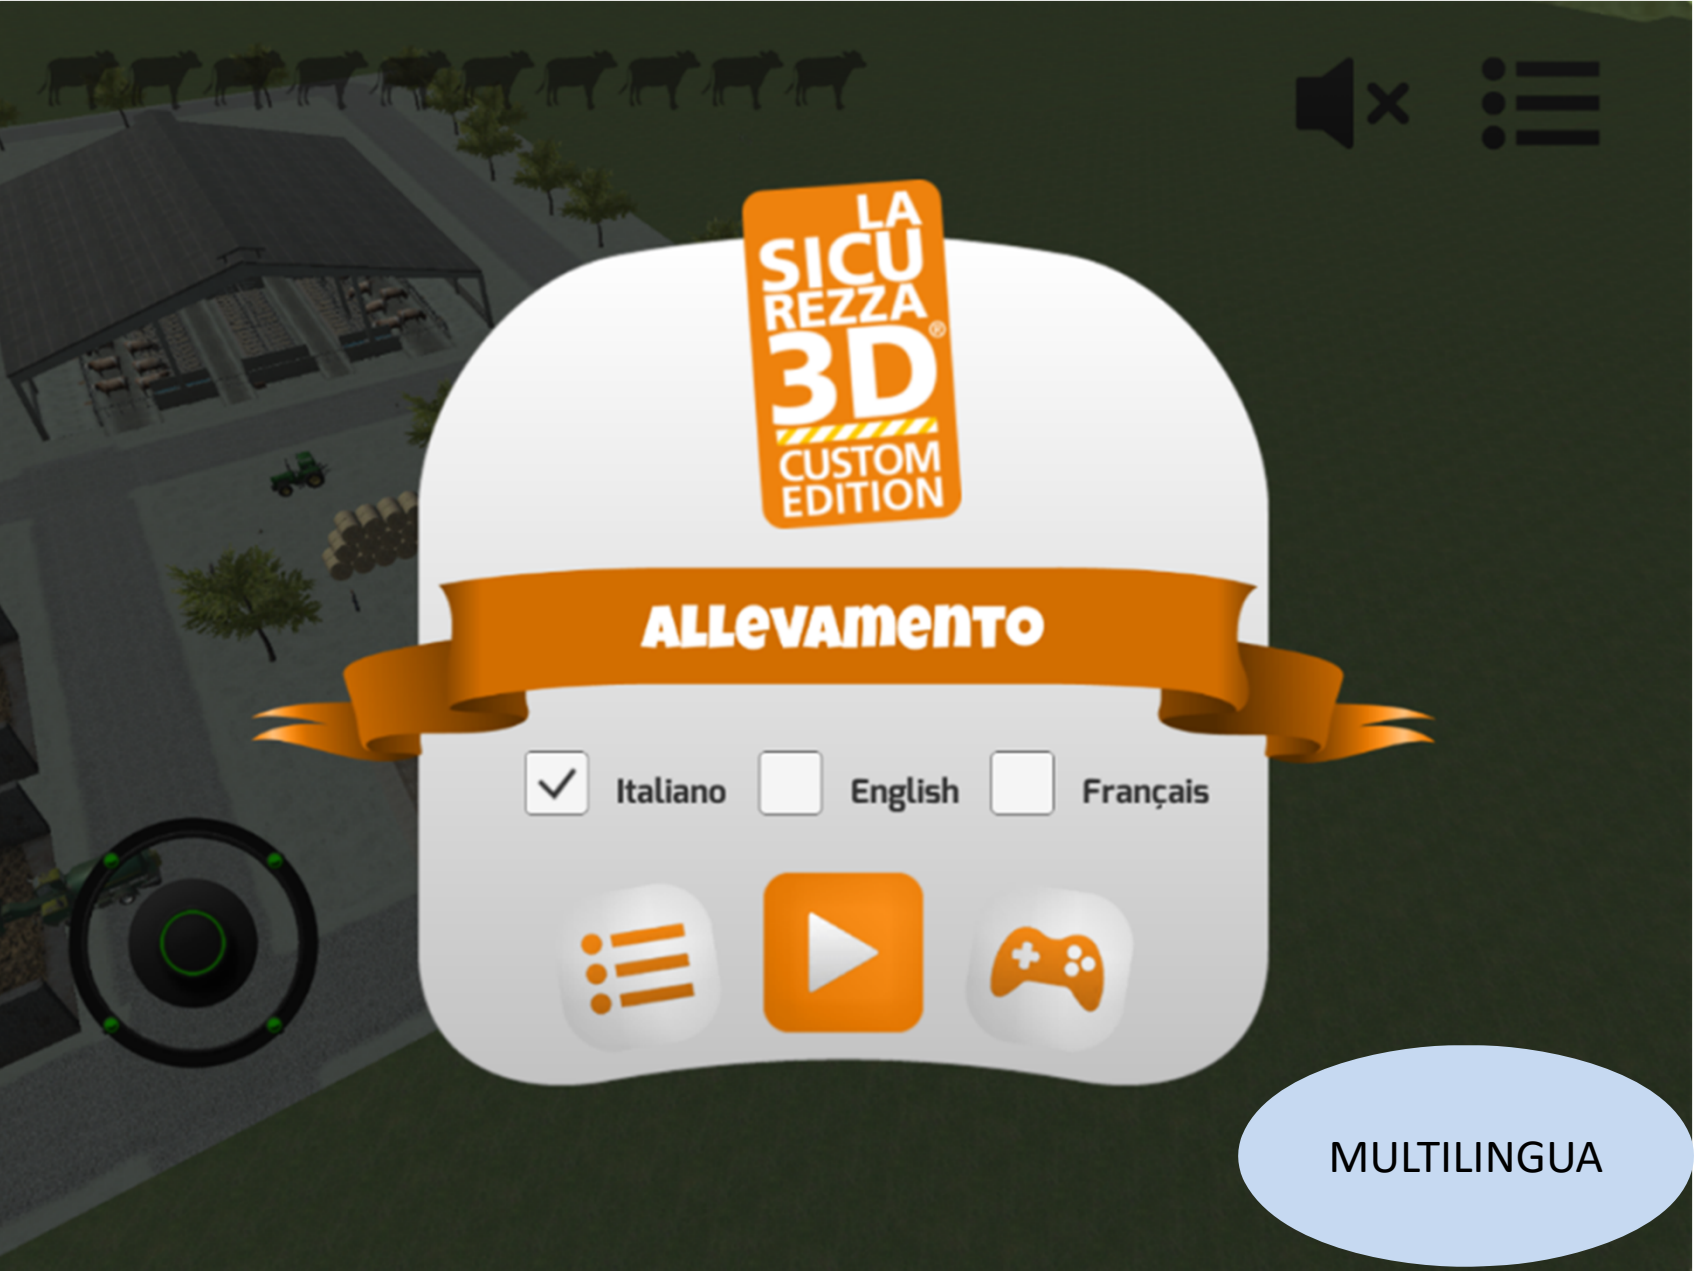 LA
SICU
REZZA
3D®
CUSTOM
EDITION
ALLEVAMENTO
Italiano English Français
MULTILINGUA